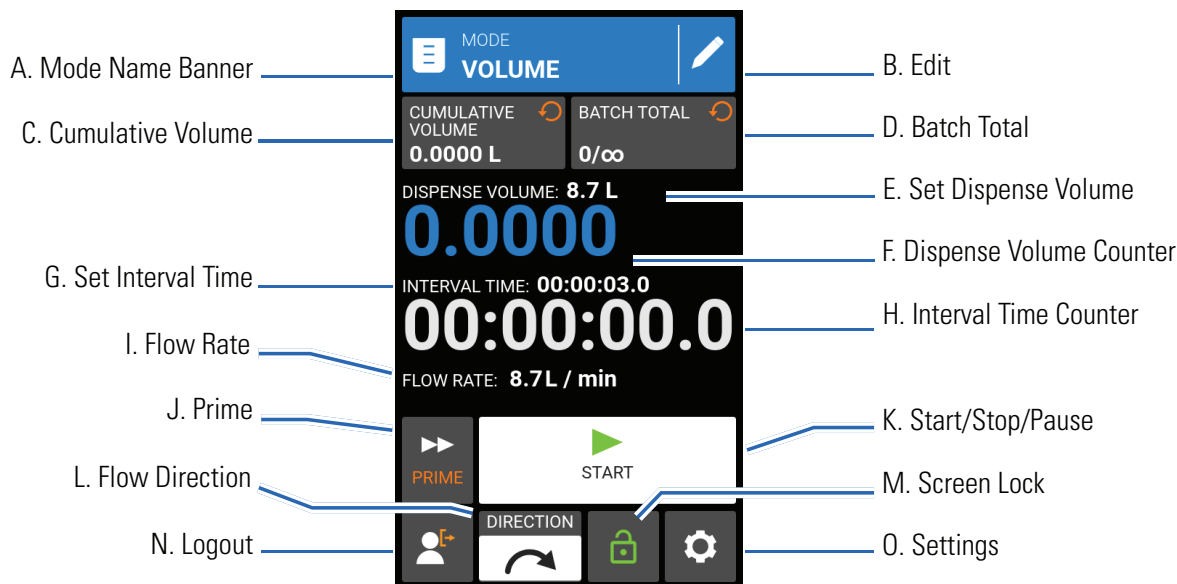 MODE
A. Mode Name Banner
VOLUME
B. Edit
C. Cumulative Volume
CUMULATIVE
VOLUME
0.0000 L
BATCH TOTAL
0/∞
D. Batch Total
DISPENSE VOLUME: 8.7 L
E. Set Dispense Volume
0.0000
F. Dispense Volume Counter
G. Set Interval Time
INTERVAL TIME: 00:00:03.0
00:00:00.0
H. Interval Time Counter
I. Flow Rate
FLOW RATE: 8.7L / min
J. Prime
PRIME
START
K. Start/Stop/Pause
L. Flow Direction
DIRECTION
M. Screen Lock
N. Logout
O. Settings